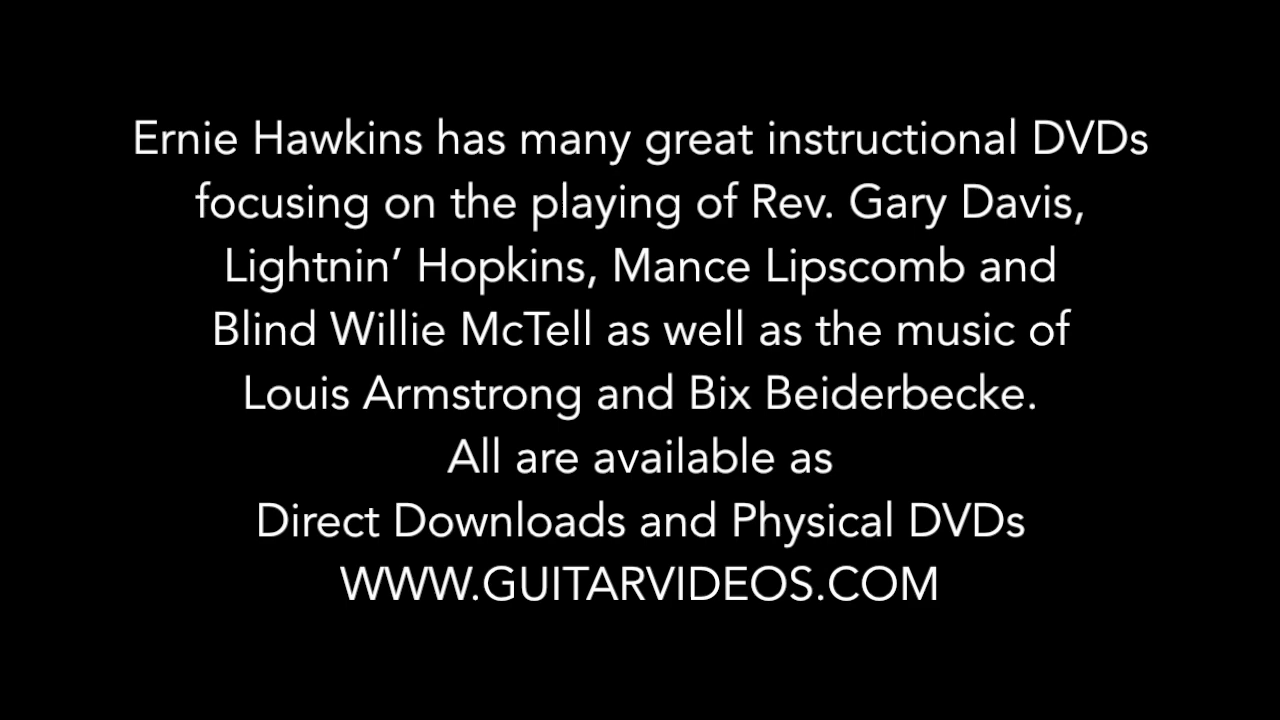 Ernie Hawkins has many great instructional DVDs
focusing on the playing of Rev. Gary Davis,
Lightnin’ Hopkins, Mance Lipscomb and
Blind Willie McTell as well as the music of
Louis Armstrong and Bix Beiderbecke.
All are available as
Direct Downloads and Physical DVDs
WWW.GUITARVIDEOS.COM